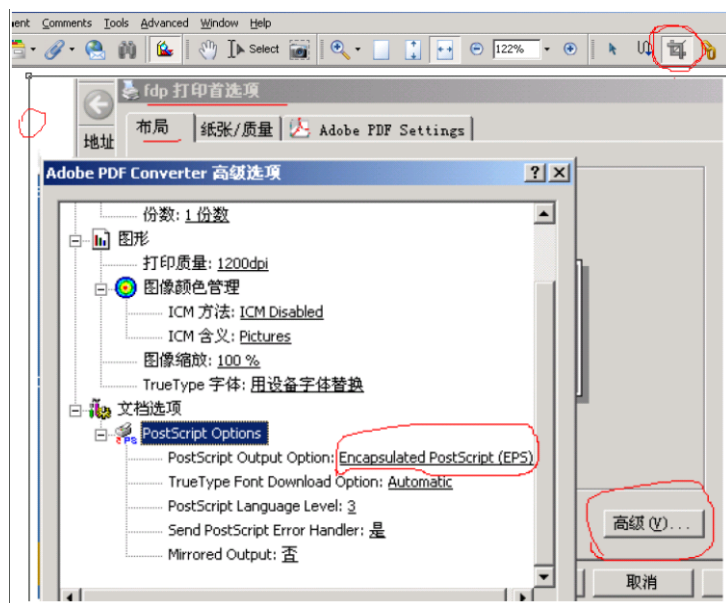 ent Comments Tools Advanced Window Help
Select 122%
fdp 打印首选项
地址
布局 纸张/质量 Adobe PDF Settings
Adobe PDF Converter 高级选项
份数: 1 份数
图形
打印质量: 1200dpi
图像颜色管理
ICM 方法: ICM Disabled
ICM 含义: Pictures
图像缩放: 100 %
TrueType 字体: 用设备字体替换
文档选项
PostScript Options
PostScript Output Option: Encapsulated PostScript (EPS)
TrueType Font Download Option: Automatic
PostScript Language Level: 3
Send PostScript Error Handler: 是
Mirrored Output: 否
高级(V)...
取消